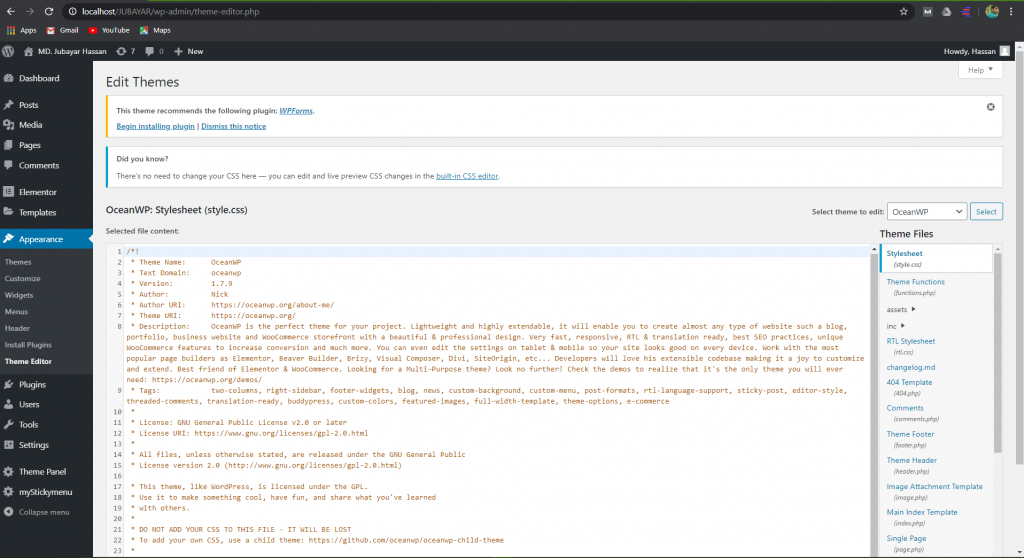 localhost/JUBAYAR/wp-admin/theme-editor.php
Apps Gmail YouTube Maps
MD. Jubayar Hassan 7 0 New Howdy, Hassan
Help
Dashboard
Posts
Media
Pages
Comments
Elementor
Templates
Appearance
Themes
Customize
Widgets
Menus
Header
Install Plugins
Theme Editor
Plugins
Users
Tools
Settings
Theme Panel
myStickymenu
Collapse menu
Edit Themes
This theme recommends the following plugin: WPForms.
Begin installing plugin | Dismiss this notice
Did you know?
There's no need to change your CSS here — you can edit and live preview CSS changes in the built-in CSS editor.
OceanWP: Stylesheet (style.css)
Select theme to edit: OceanWP Select
Selected file content:
1 /*!
2 * Theme Name: OceanWP
3 * Text Domain: oceanwp
4 * Version: 1.7.9
5 * Author: Nick
6 * Author URI: https://oceanwp.org/about-me/
7 * Theme URI: https://oceanwp.org/
8 * Description: OceanWP is the perfect theme for your project. Lightweight and highly extendable, it will enable you to create almost any type of website such a blog,
portfolio, business website and WooCommerce storefront with a beautiful & professional design. Very fast, responsive, RTL & translation ready, best SEO practices, unique
WooCommerce features to increase conversion and much more. You can even edit the settings on tablet & mobile so your site looks good on every device. Work with the most
popular page builders as Elementor, Beaver Builder, Brizy, Visual Composer, Divi, SiteOrigin, etc... Developers will love his extensible codebase making it a joy to customize
and extend. Best friend of Elementor & WooCommerce. Looking for a Multi-Purpose theme? Look no further! Check the demos to realize that it's the only theme you will ever
need: https://oceanwp.org/demos/
9 * Tags: two-columns, right-sidebar, footer-widgets, blog, news, custom-background, custom-menu, post-formats, rtl-language-support, sticky-post, editor-style,
threaded-comments, translation-ready, buddypress, custom-colors, featured-images, full-width-template, theme-options, e-commerce
10 *
11 * License: GNU General Public License v2.0 or later
12 * License URI: https://www.gnu.org/licenses/gpl-2.0.html
13 *
14 * All files, unless otherwise stated, are released under the GNU General Public
15 * License version 2.0 (http://www.gnu.org/licenses/gpl-2.0.html)
16
17 * This theme, like WordPress, is licensed under the GPL.
18 * Use it to make something cool, have fun, and share what you've learned
19 * with others.
20 *
21 * DO NOT ADD YOUR CSS TO THIS FILE - IT WILL BE LOST
22 * To add your own CSS, use a child theme: https://github.com/oceanwp/oceanwp-child-theme
23 *
Theme Files
Stylesheet
(style.css)
Theme Functions
(functions.php)
assets
inc
RTL Stylesheet
(rtl.css)
changelog.md
404 Template
(404.php)
Comments
(comments.php)
Theme Footer
(footer.php)
Theme Header
(header.php)
Image Attachment Template
(image.php)
Main Index Template
(index.php)
Single Page
(page.php)